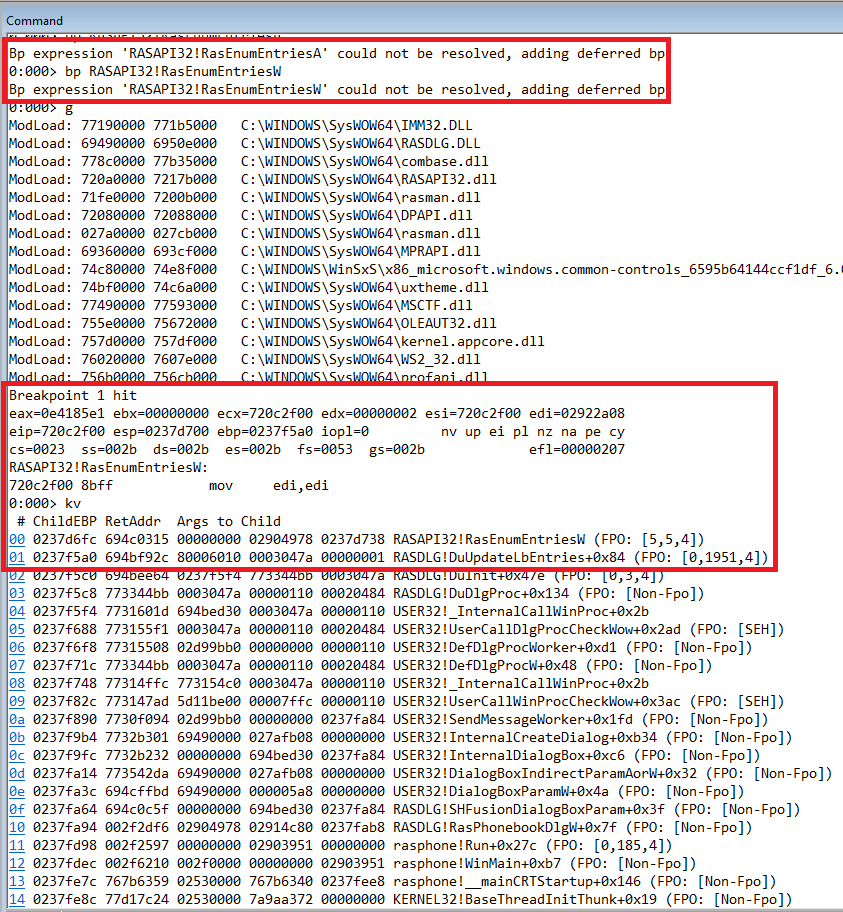 Command
Bp expression 'RASAPI32!RasEnumEntriesA' could not be resolved, adding deferred bp
0:000> bp RASAPI32!RasEnumEntriesW
Bp expression 'RASAPI32!RasEnumEntriesW' could not be resolved, adding deferred bp
0:000> g
ModLoad: 77190000 771b5000   C:\WINDOWS\SysWOW64\IMM32.DLL
ModLoad: 69490000 6950e000   C:\WINDOWS\SysWOW64\RASDLG.DLL
ModLoad: 778c0000 77b35000   C:\WINDOWS\SysWOW64\combase.dll
ModLoad: 720a0000 7217b000   C:\WINDOWS\SysWOW64\RASAPI32.dll
ModLoad: 71fe0000 7200b000   C:\WINDOWS\SysWOW64\rasman.dll
ModLoad: 72080000 72088000   C:\WINDOWS\SysWOW64\DPAPI.dll
ModLoad: 027a0000 027cb000   C:\WINDOWS\SysWOW64\rasman.dll
ModLoad: 69360000 693cf000   C:\WINDOWS\SysWOW64\MPRAPI.dll
ModLoad: 74c80000 74e8f000   C:\WINDOWS\WinSxS\x86_microsoft.windows.common-controls_6595b64144ccf1df_6.0
ModLoad: 74bf0000 74c6a000   C:\WINDOWS\SysWOW64\uxtheme.dll
ModLoad: 77490000 77593000   C:\WINDOWS\SysWOW64\MSCTF.dll
ModLoad: 755e0000 75672000   C:\WINDOWS\SysWOW64\OLEAUT32.dll
ModLoad: 757d0000 757df000   C:\WINDOWS\SysWOW64\kernel.appcore.dll
ModLoad: 76020000 7607e000   C:\WINDOWS\SysWOW64\WS2_32.dll
ModLoad: 756b0000 756cb000   C:\WINDOWS\SysWOW64\profapi.dll
Breakpoint 1 hit
eax=0e4185e1 ebx=00000000 ecx=720c2f00 edx=00000002 esi=720c2f00 edi=02922a08
eip=720c2f00 esp=0237d700 ebp=0237f5a0 iopl=0         nv up ei pl nz na pe cy
cs=0023  ss=002b  ds=002b  es=002b  fs=0053  gs=002b             efl=00000207
RASAPI32!RasEnumEntriesW:
720c2f00 8bff            mov     edi,edi
0:000> kv
 # ChildEBP RetAddr  Args to Child
00 0237d6fc 694c0315 00000000 02904978 0237d738 RASAPI32!RasEnumEntriesW (FPO: [5,5,4])
01 0237f5a0 694bf92c 80006010 0003047a 00000001 RASDLG!DuUpdateLbEntries+0x84 (FPO: [0,1951,4])
02 0237f5c0 694bee64 0237f5f4 773344bb 0003047a RASDLG!DuInit+0x47e (FPO: [0,3,4])
03 0237f5c8 773344bb 0003047a 00000110 00020484 RASDLG!DuDlgProc+0x134 (FPO: [Non-Fpo])
04 0237f5f4 7731601d 694bed30 0003047a 00000110 USER32!_InternalCallWinProc+0x2b
05 0237f688 773155f1 0003047a 00000110 00020484 USER32!UserCallDlgProcCheckWow+0x2ad (FPO: [SEH])
06 0237f6f8 77315508 02d99bb0 00000000 00000110 USER32!DefDlgProcWorker+0xd1 (FPO: [Non-Fpo])
07 0237f71c 773344bb 0003047a 00000110 00020484 USER32!DefDlgProcW+0x48 (FPO: [Non-Fpo])
08 0237f748 77314ffc 773154c0 0003047a 00000110 USER32!_InternalCallWinProc+0x2b
09 0237f82c 773147ad 5d11be00 00007ffc 00000110 USER32!UserCallWinProcCheckWow+0x3ac (FPO: [SEH])
0a 0237f890 7730f094 02d99bb0 00000000 0237fa84 USER32!SendMessageWorker+0x1fd (FPO: [Non-Fpo])
0b 0237f9b4 7732b301 69490000 027afb08 00000000 USER32!InternalCreateDialog+0xb34 (FPO: [Non-Fpo])
0c 0237f9fc 7732b232 00000000 694bed30 0237fa84 USER32!InternalDialogBox+0xc6 (FPO: [Non-Fpo])
0d 0237fa14 773542da 69490000 027afb08 00000000 USER32!DialogBoxIndirectParamAorW+0x32 (FPO: [Non-Fpo])
0e 0237fa3c 694cffbd 69490000 000005a8 00000000 USER32!DialogBoxParamW+0x4a (FPO: [Non-Fpo])
0f 0237fa64 694c0c5f 00000000 694bed30 0237fa84 RASDLG!SHFusionDialogBoxParam+0x3f (FPO: [Non-Fpo])
10 0237fa94 002f2df6 02904978 02914c80 0237fab8 RASDLG!RasPhonebookDlgW+0x7f (FPO: [Non-Fpo])
11 0237fd98 002f2597 00000000 02903951 00000000 rasphone!Run+0x27c (FPO: [0,185,4])
12 0237fdec 002f6210 002f0000 00000000 02903951 rasphone!WinMain+0xb7 (FPO: [Non-Fpo])
13 0237fe7c 767b6359 02530000 767b6340 0237fee8 rasphone!__mainCRTStartup+0x146 (FPO: [Non-Fpo])
14 0237fe8c 77d17c24 02530000 7a9aa372 00000000 KERNEL32!BaseThreadInitThunk+0x19 (FPO: [Non-Fpo])